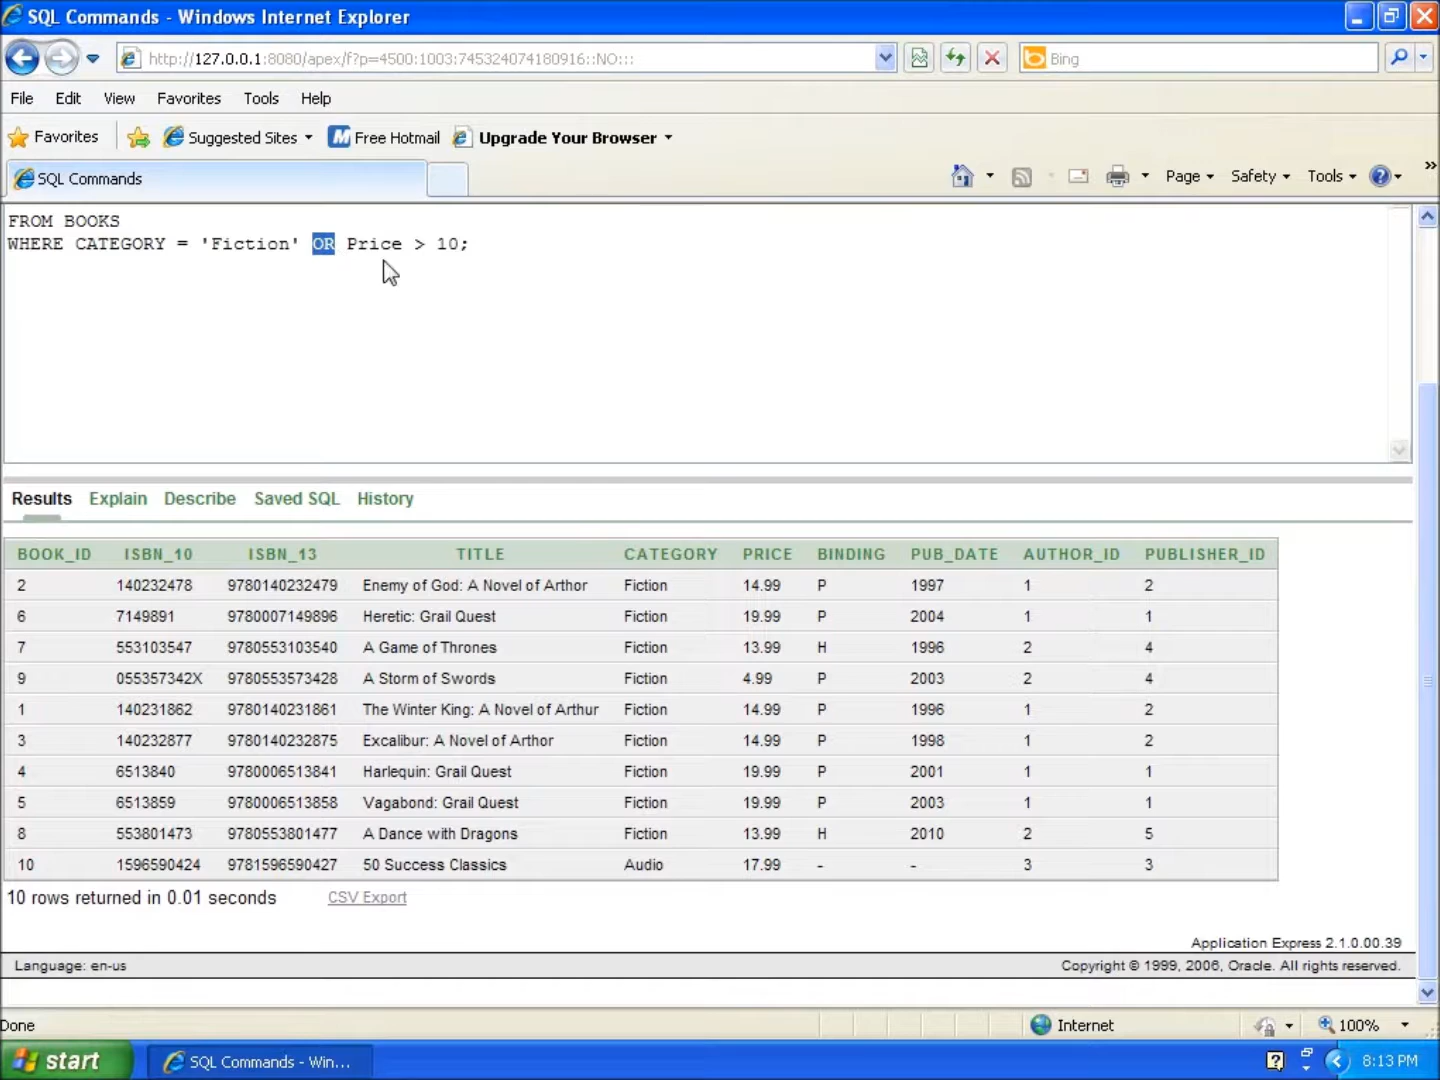 SQL Commands - Windows Internet Explorer
http://127.0.0.1:8080/apex/f?p=4500:1003:745324074180916::NO:::
Bing
File Edit View Favorites Tools Help
Favorites Suggested Sites Free Hotmail Upgrade Your Browser
SQL Commands Page Safety Tools
FROM BOOKS
WHERE CATEGORY = 'Fiction' OR Price > 10;
Results Explain Describe Saved SQL History
BOOK_ID ISBN_10 ISBN_13 TITLE CATEGORY PRICE BINDING PUB_DATE AUTHOR_ID PUBLISHER_ID
2 140232478 9780140232479 Enemy of God: A Novel of Arthor Fiction 14.99 P 1997 1 2
6 7149891 9780007149896 Heretic: Grail Quest Fiction 19.99 P 2004 1 1
7 553103547 9780553103540 A Game of Thrones Fiction 13.99 H 1996 2 4
9 055357342X 9780553573428 A Storm of Swords Fiction 4.99 P 2003 2 4
1 140231862 9780140231861 The Winter King: A Novel of Arthur Fiction 14.99 P 1996 1 2
3 140232877 9780140232875 Excalibur: A Novel of Arthor Fiction 14.99 P 1998 1 2
4 6513840 9780006513841 Harlequin: Grail Quest Fiction 19.99 P 2001 1 1
5 6513859 9780006513858 Vagabond: Grail Quest Fiction 19.99 P 2003 1 1
8 553801473 9780553801477 A Dance with Dragons Fiction 13.99 H 2010 2 5
10 1596590424 9781596590427 50 Success Classics Audio 17.99 - - 3 3
10 rows returned in 0.01 seconds CSV Export
Application Express 2.1.0.00.39
Language: en-us Copyright © 1999, 2006, Oracle. All rights reserved.
Done Internet 100%
start SQL Commands - Win... 8:13 PM